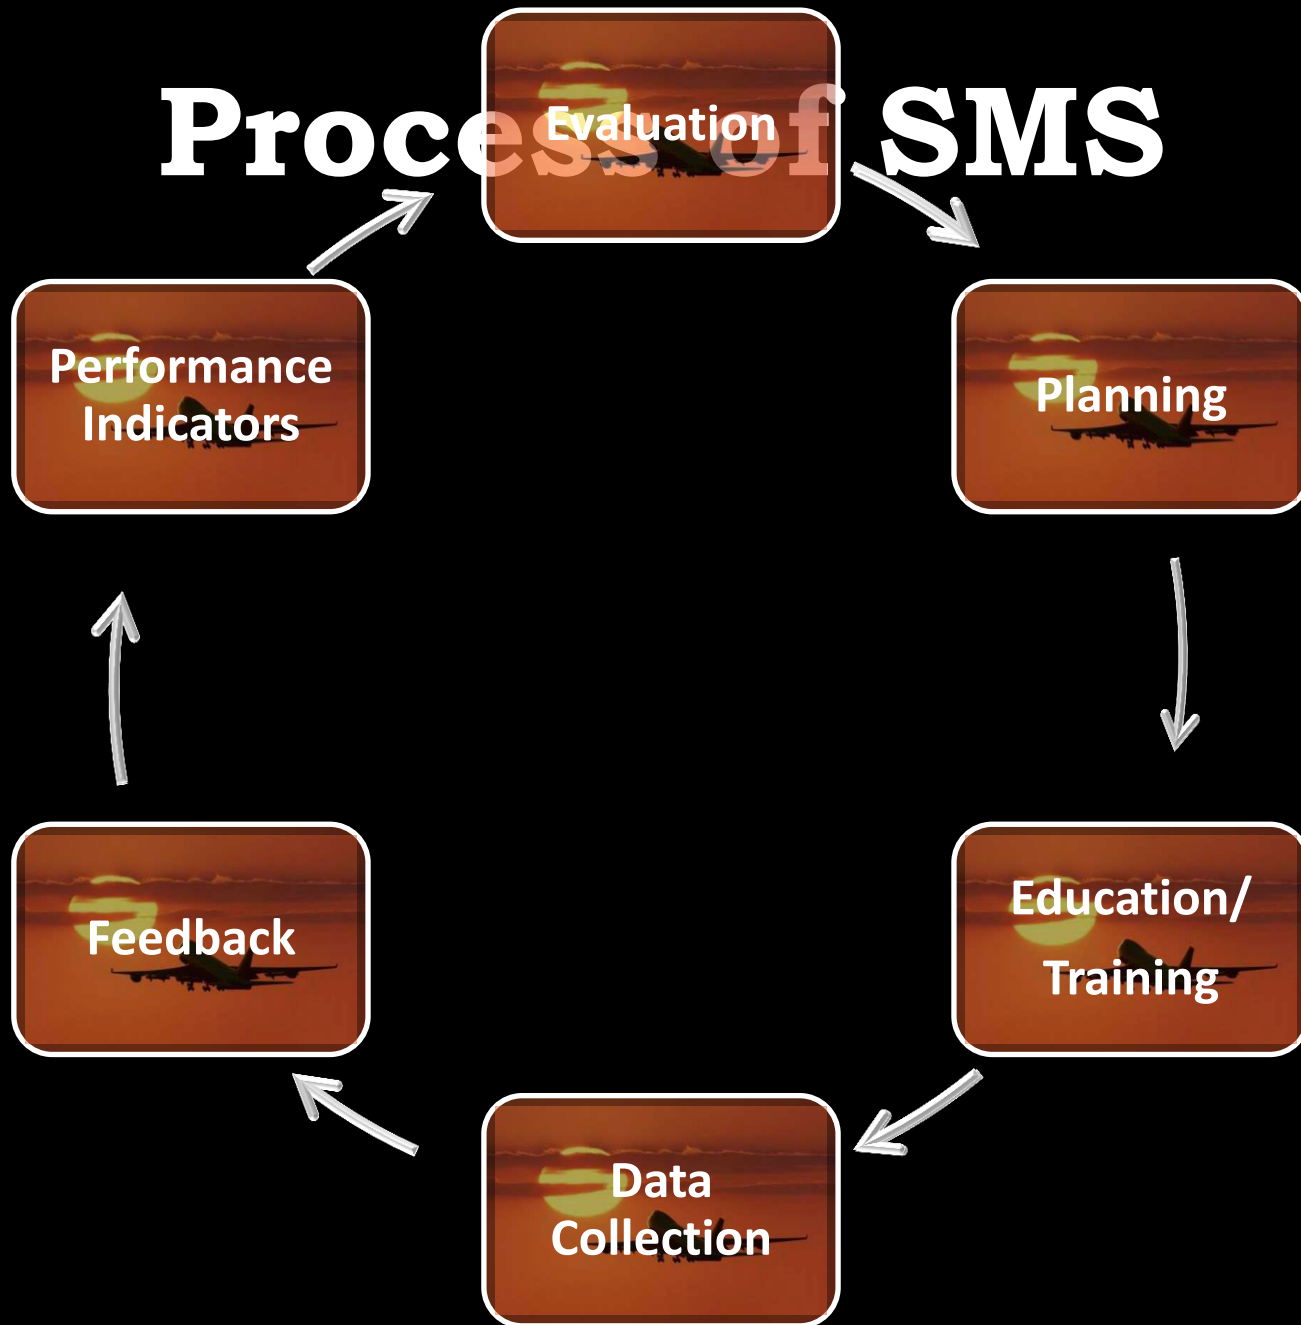 Process of SMS
Evaluation
Planning
Education/
Training
Data
Collection
Feedback
Performance
Indicators